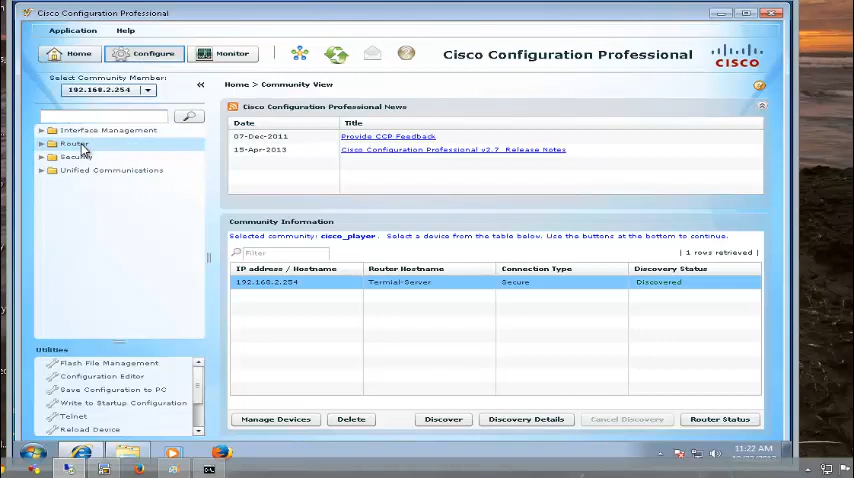 Cisco Configuration Professional
Application Help
Home Configure Monitor Cisco Configuration Professional CISCO
Select Community Member:
192.168.2.254
Home > Community View
Cisco Configuration Professional News
Date Title
07-Dec-2011 Provide CCP Feedback
15-Apr-2013 Cisco Configuration Professional v2.7 Release Notes
Interface Management
Router
Security
Unified Communications
Community Information
Selected community: cisco_player. Select a device from the table below. Use the buttons at the bottom to continue.
Filter | 1 rows retrieved |
IP address / Hostname Router Hostname Connection Type Discovery Status
192.168.2.254 Termial-Server Secure Discovered
Utilities
Flash File Management
Configuration Editor
Save Configuration to PC
Write to Startup Configuration
Telnet
Reload Device
Manage Devices Delete Discover Discovery Details Cancel Discovery Router Status
11:22 AM